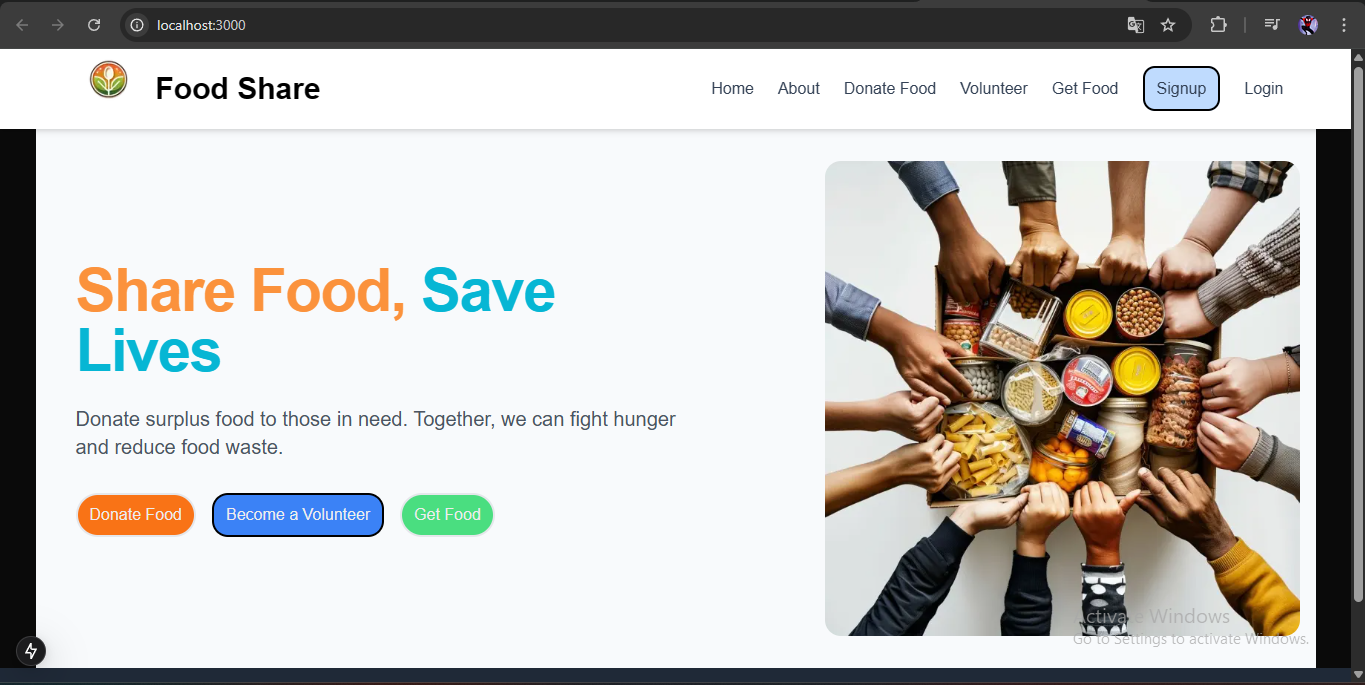 localhost:3000
Food Share
Home About Donate Food Volunteer Get Food Signup Login
Share Food, Save
Lives
Donate surplus food to those in need. Together, we can fight hunger
and reduce food waste.
Donate Food Become a Volunteer Get Food
Activate Windows
Go to Settings to activate Windows.